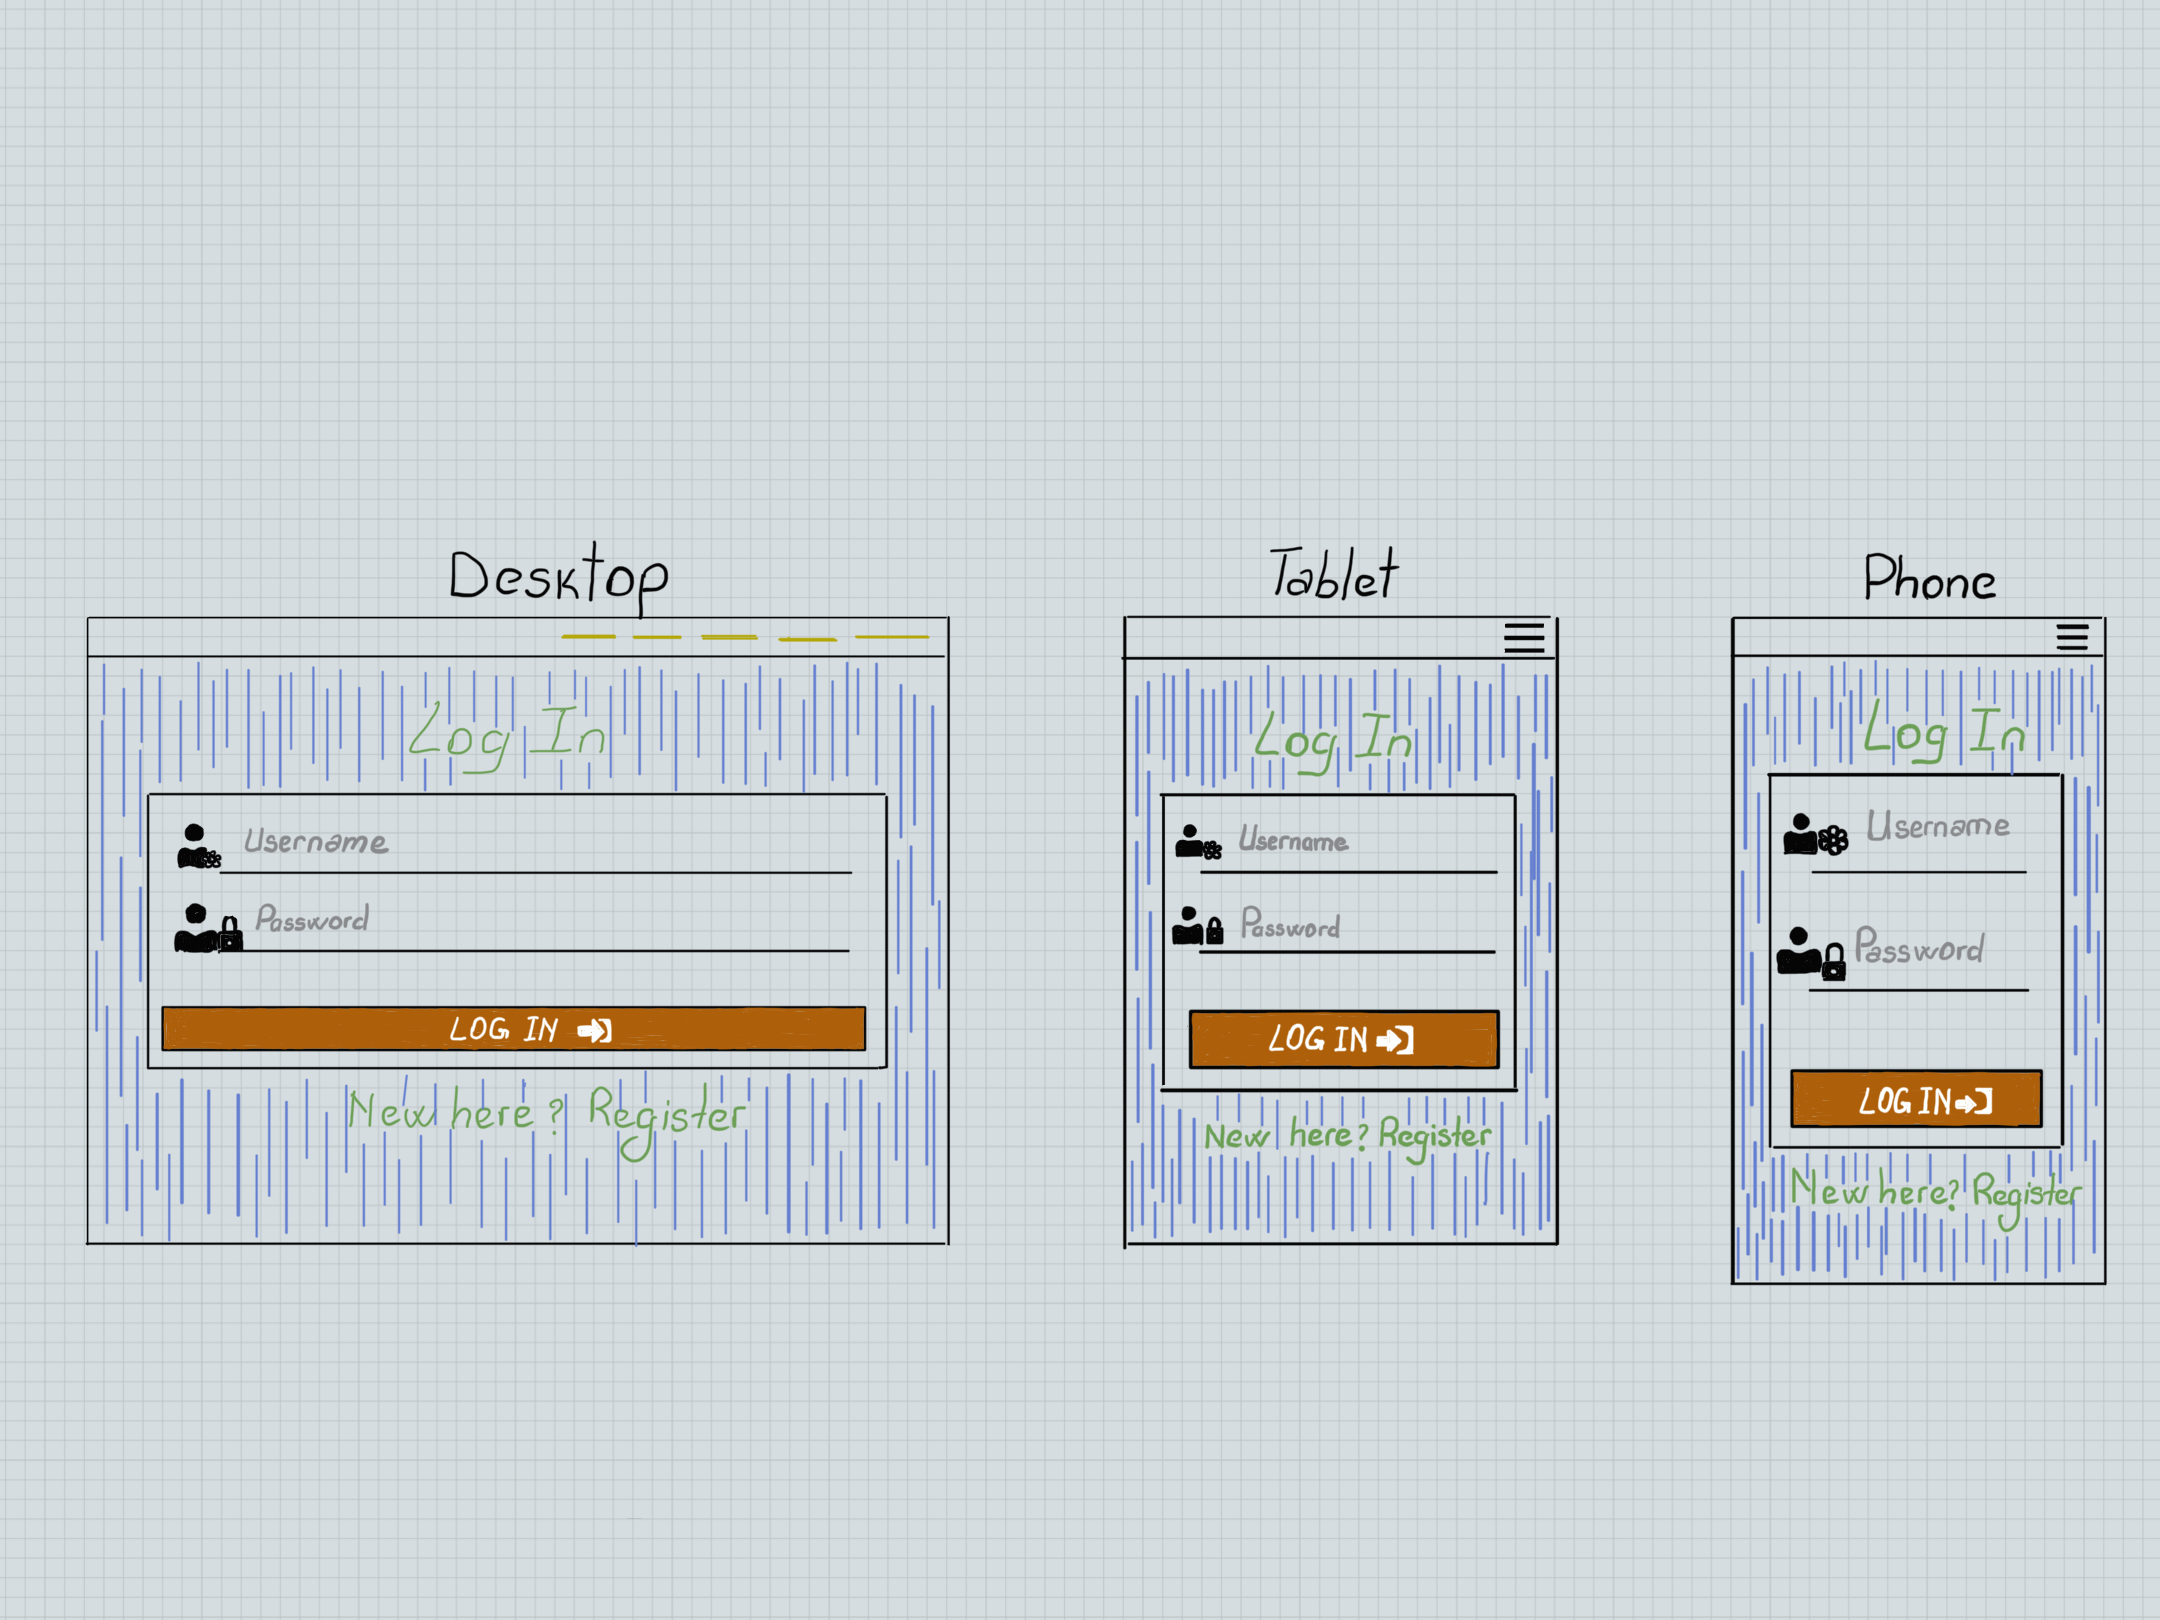 Desktop
Log In
Username
Password
LOG IN
New here? Register
Tablet
Log In
Username
Password
LOG IN
New here? Register
Phone
Log In
Username
Password
LOG IN
New here? Register